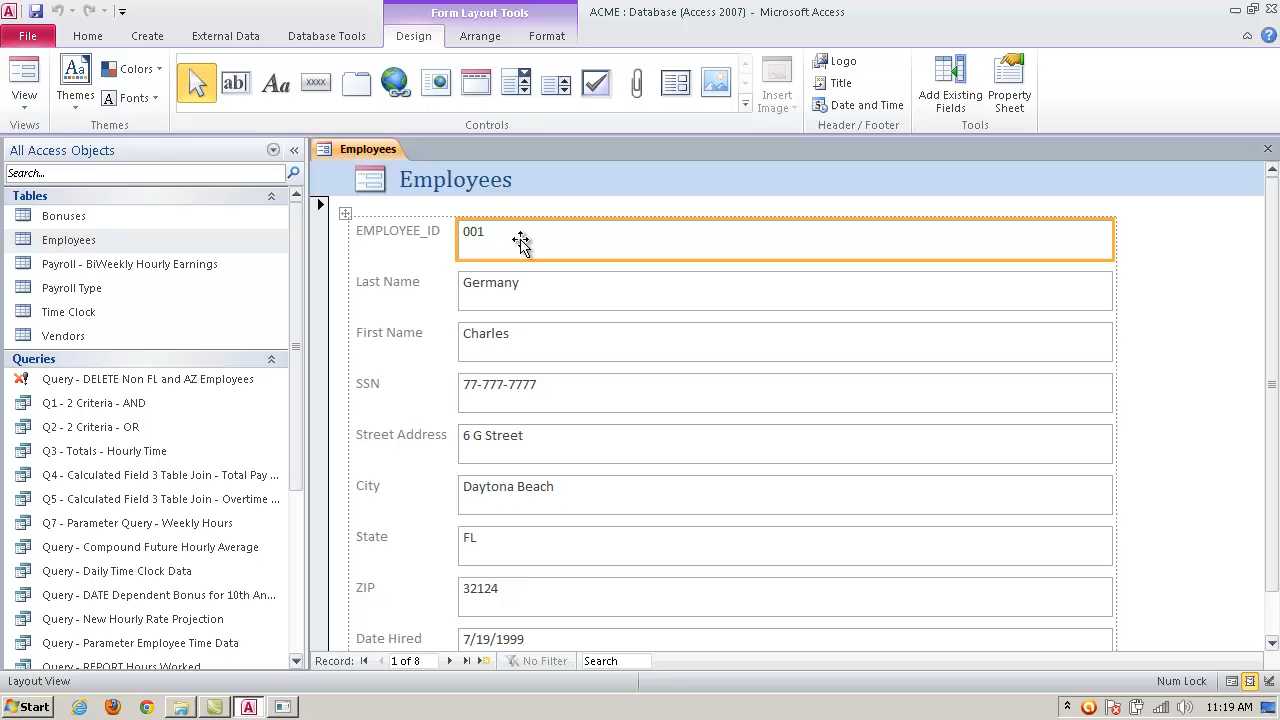 Form Layout Tools
ACME : Database (Access 2007) - Microsoft Access
File
Home
Create
External Data
Database Tools
Design
Arrange
Format
View
Themes
Colors
Fonts
ab|
Aa
XXXX
Insert Image
Logo
Title
Date and Time
Add Existing Fields
Property Sheet
Views
Themes
Controls
Header / Footer
Tools
All Access Objects
Search...
Tables
Bonuses
Employees
Payroll - BiWeekly Hourly Earnings
Payroll Type
Time Clock
Vendors
Queries
Query - DELETE Non FL and AZ Employees
Q1 - 2 Criteria - AND
Q2 - 2 Criteria - OR
Q3 - Totals - Hourly Time
Q4 - Calculated Field 3 Table Join - Total Pay ...
Q5 - Calculated Field 3 Table Join - Overtime ...
Q7 - Parameter Query - Weekly Hours
Query - Compound Future Hourly Average
Query - Daily Time Clock Data
Query - DATE Dependent Bonus for 10th An...
Query - New Hourly Rate Projection
Query - Parameter Employee Time Data
Query - REPORT Hours Worked
Employees
Employees
EMPLOYEE_ID 001
Last Name Germany
First Name Charles
SSN 77-777-7777
Street Address 6 G Street
City Daytona Beach
State FL
ZIP 32124
Date Hired 7/19/1999
Record: 1 of 8 No Filter Search
Layout View
Num Lock
Start
11:19 AM